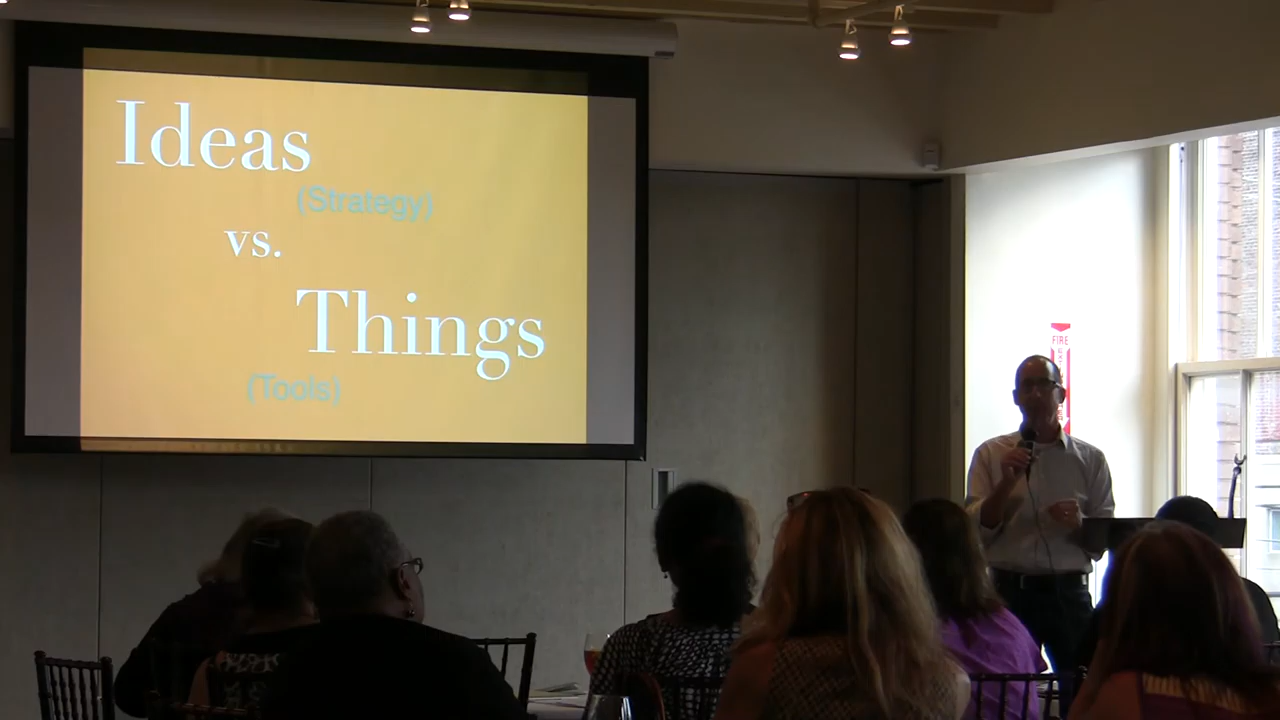 Ideas
(Strategy)
vs.
Things
(Tools)
FIRE